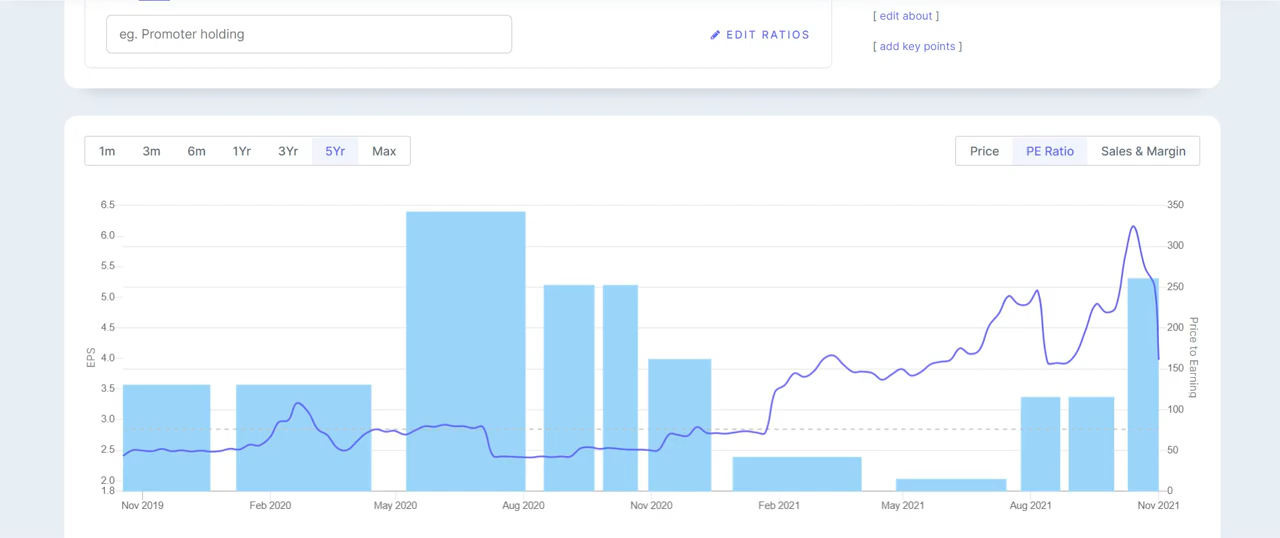 [ edit about ]
eg. Promoter holding
EDIT RATIOS
[ add key points ]
1m 3m 6m 1Yr 3Yr 5Yr Max
Price PE Ratio Sales & Margin
6.5
6.0
5.5
5.0
4.5
4.0
3.5
3.0
2.5
2.0
1.8
EPS
350
300
250
200
150
100
50
0
Price to Earning
Nov 2019 Feb 2020 May 2020 Aug 2020 Nov 2020 Feb 2021 May 2021 Aug 2021 Nov 2021